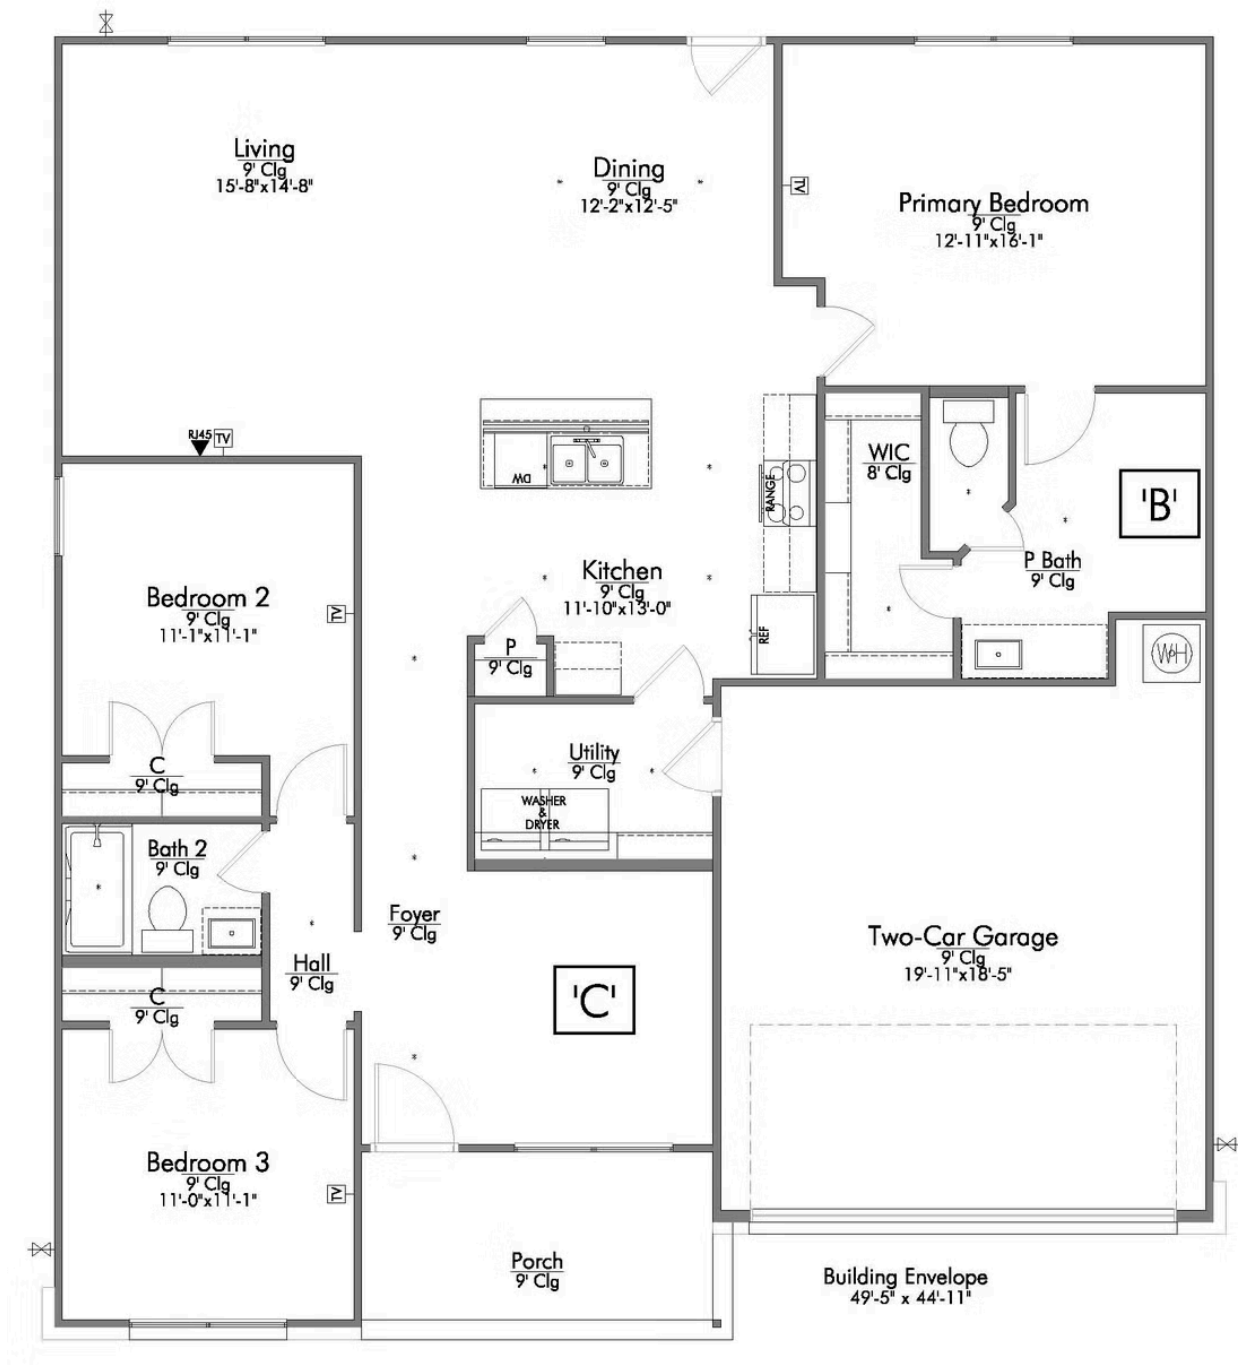 Living
9' Clg
15'-8"x14'-8"
Dining
9' Clg
12'-2"x12'-5"
TV
Primary Bedroom
9' Clg
12'-11"x16'-1"
RJ45
TV
DW
RANGE
WIC
8' Clg
'B'
P Bath
9' Clg
Kitchen
9' Clg
11'-10"x13'-0"
Bedroom 2
9' Clg
11'-1"x11'-1"
TV
REF
P
9' Clg
WH
Utility
9' Clg
C
9' Clg
WASHER
&
DRYER
Bath 2
9' Clg
Foyer
9' Clg
Two-Car Garage
9' Clg
19'-11"x18'-5"
Hall
9' Clg
'C'
C
9' Clg
Bedroom 3
9' Clg
11'-0"x11'-1"
TV
Porch
9' Clg
Building Envelope
49'-5" x 44'-11"